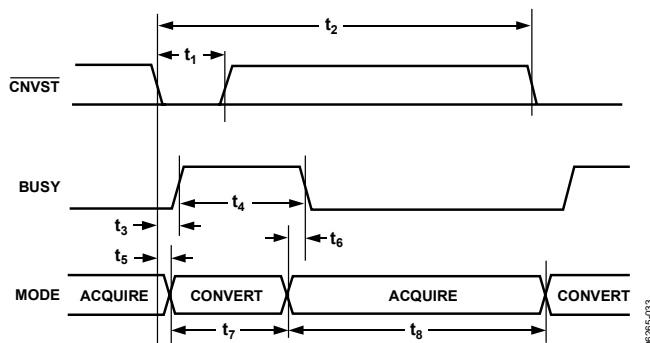 t2
t1
CNVST
BUSY
t4
t3
t6
t5
MODE ACQUIRE CONVERT ACQUIRE CONVERT
t7 t8
06265-033